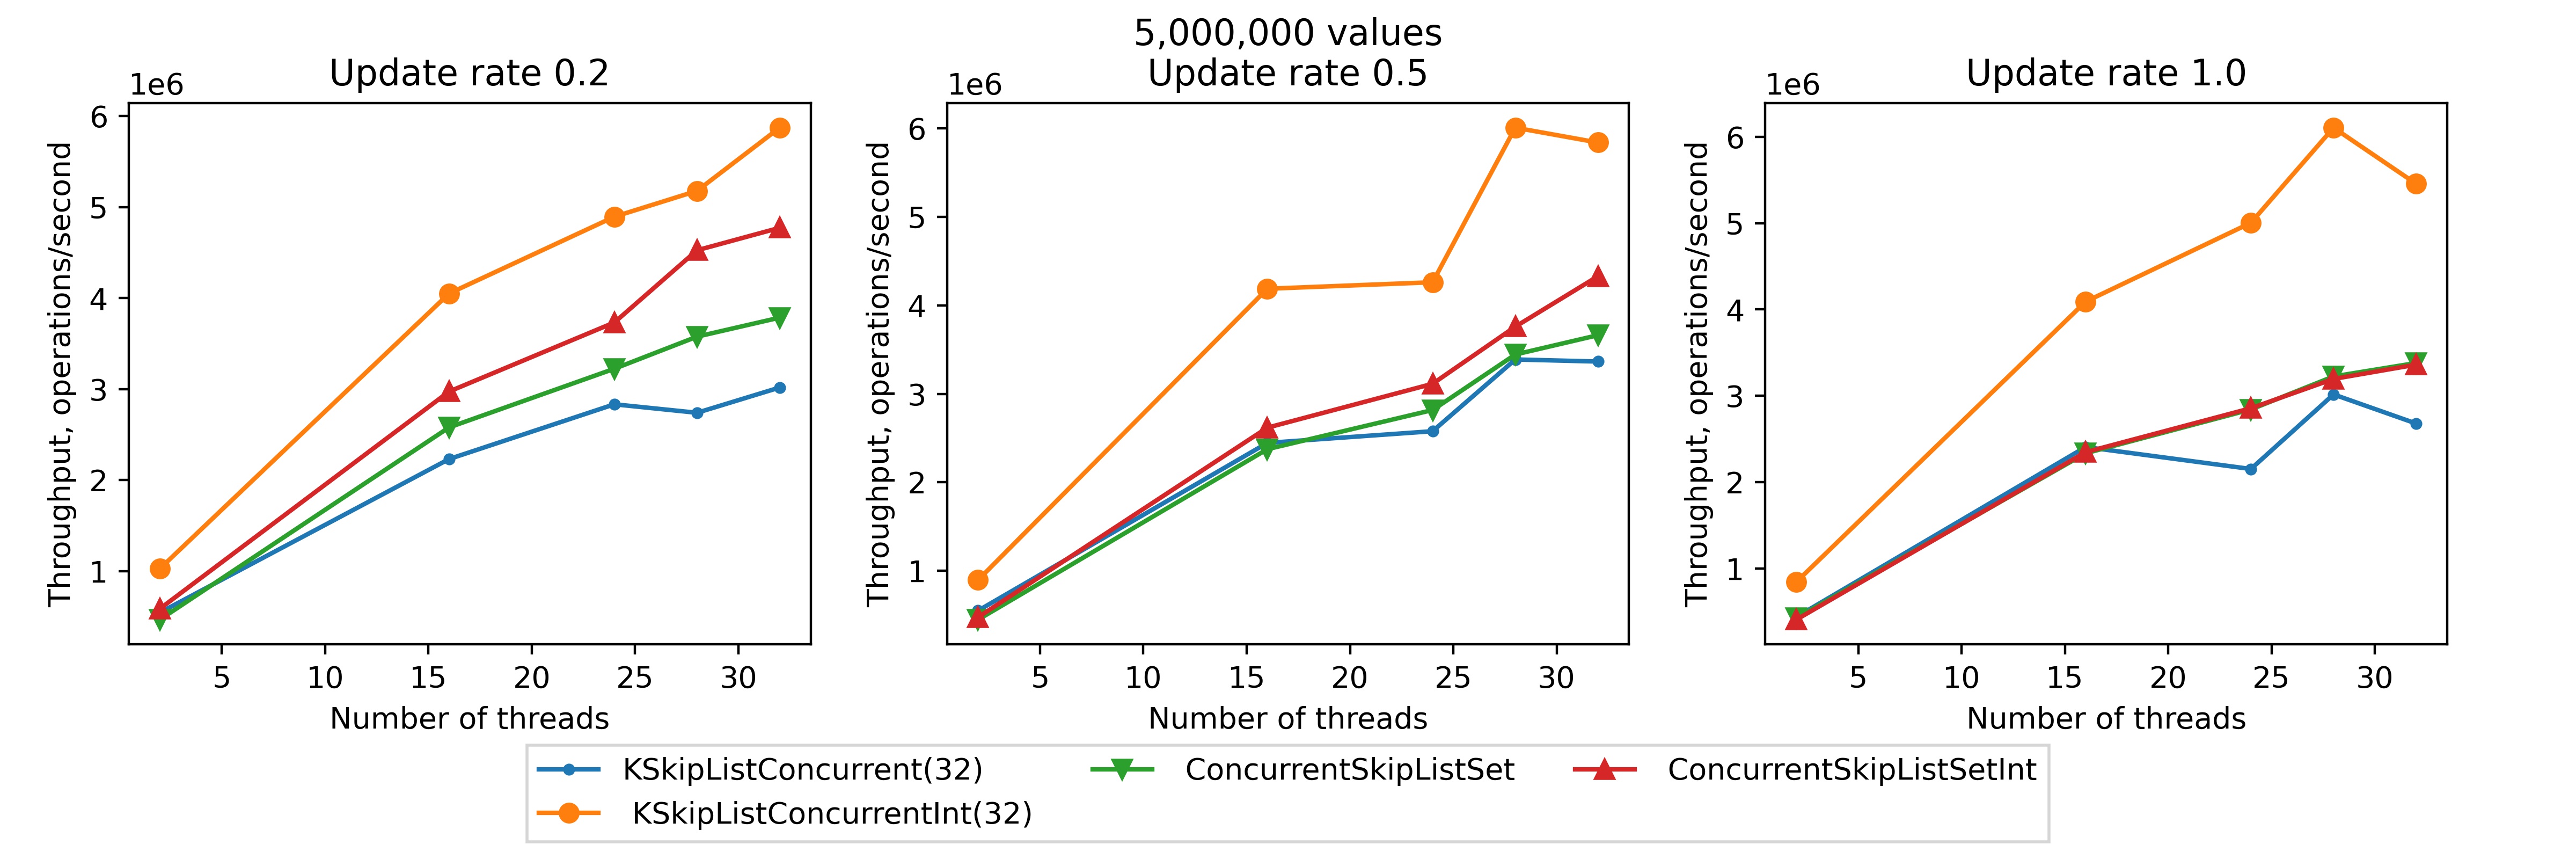 5,000,000 values
Update rate 0.2
Update rate 0.5
Update rate 1.0
1e6
6
5
4
3
2
1
Throughput, operations/second
5 10 15 20 25 30
Number of threads
1e6
6
5
4
3
2
1
Throughput, operations/second
5 10 15 20 25 30
Number of threads
1e6
6
5
4
3
2
1
Throughput, operations/second
5 10 15 20 25 30
Number of threads
KSkipListConcurrent(32)
KSkipListConcurrentInt(32)
ConcurrentSkipListSet
ConcurrentSkipListSetInt